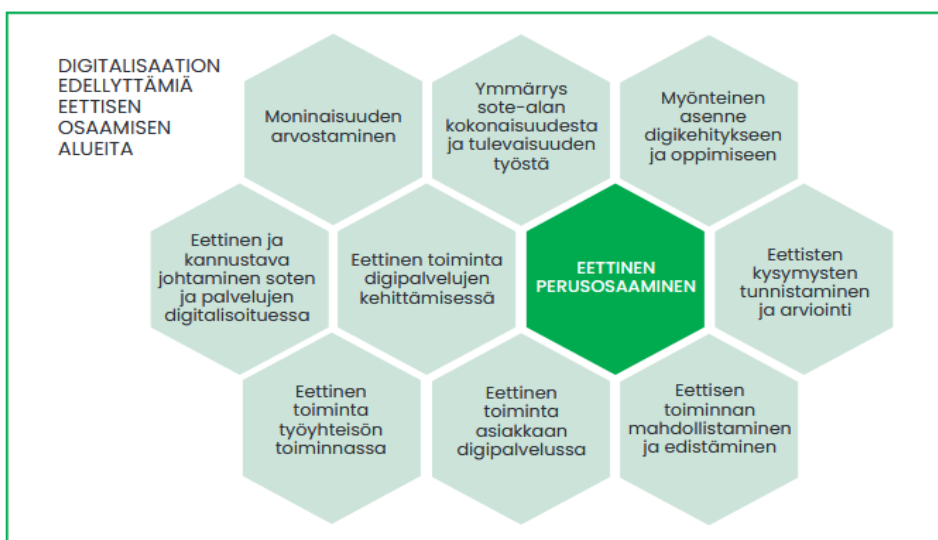 DIGITALISAATION
EDELLYTTÄMIÄ
EETTISEN
OSAAMISEN
ALUEITA
Moninaisuuden
arvostaminen
Ymmärrys
sote-alan
kokonaisuudesta
ja tulevaisuuden
työstä
Myönteinen
asenne
digikehitykseen
ja oppimiseen
Eettinen ja
kannustava
johtaminen soten
ja palvelujen
digitalisoituessa
Eettinen toiminta
digipalvelujen
kehittämisessä
EETTINEN
PERUSOSAAMINEN
Eettisten
kysymysten
tunnistaminen
ja arviointi
Eettinen
toiminta
työyhteisön
toiminnassa
Eettinen
toiminta
asiakkaan
digipalvelussa
Eettisen
toiminnan
mahdollistaminen
ja edistäminen